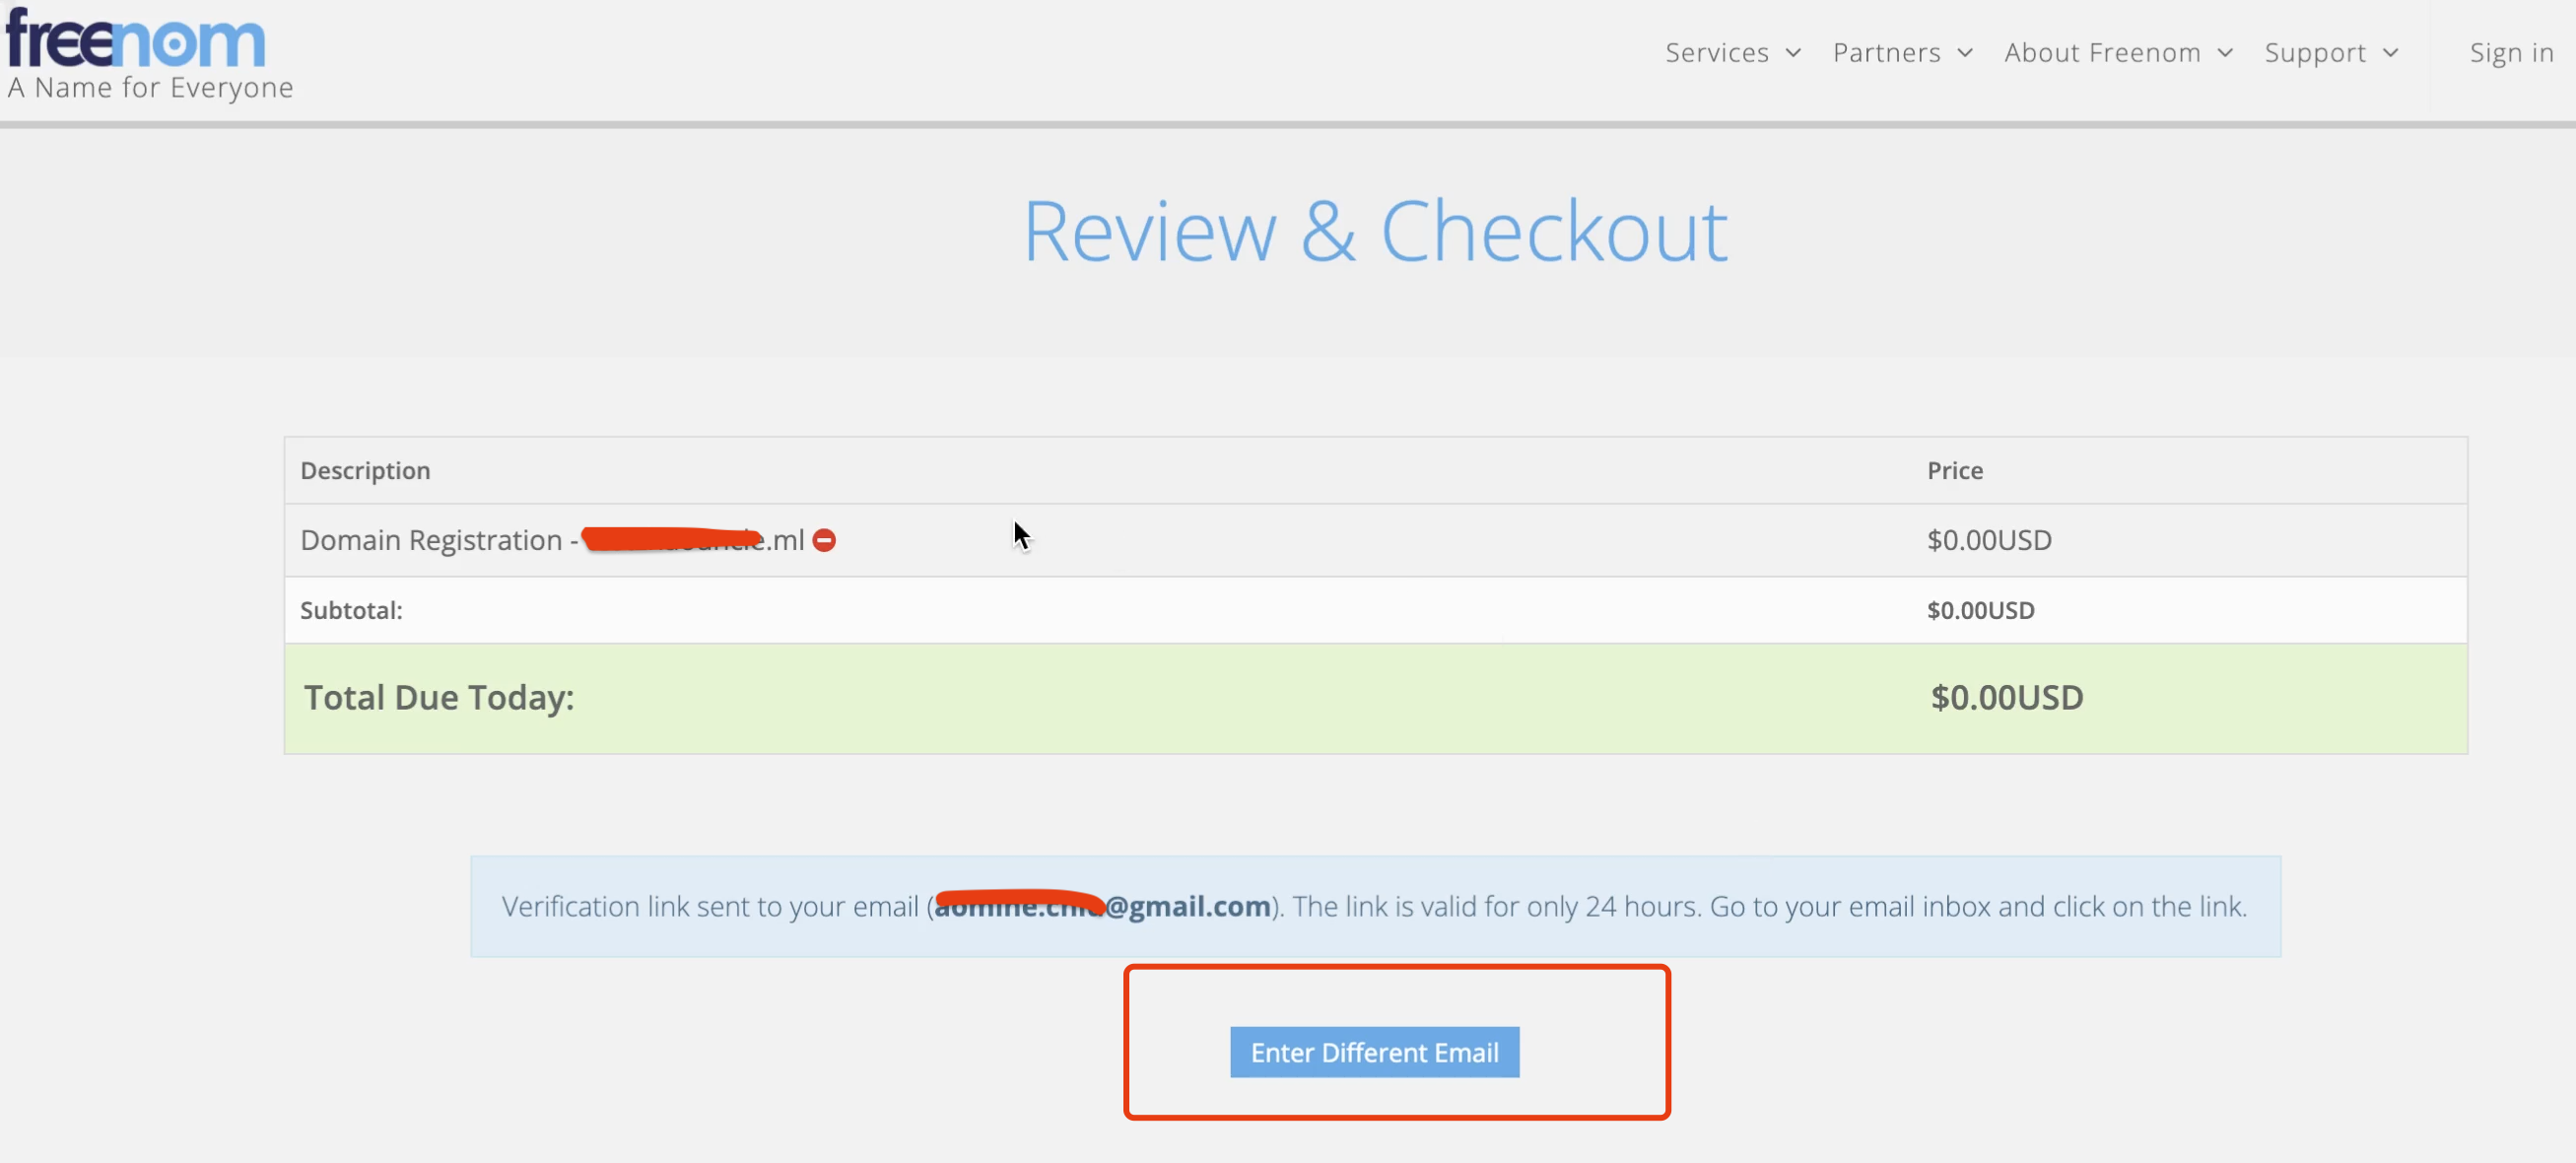 freenom
A Name for Everyone
Services Partners About Freenom Support Sign in
Review & Checkout
Description Price
Domain Registration - .ml $0.00USD
Subtotal: $0.00USD
Total Due Today: $0.00USD
Verification link sent to your email (@gmail.com). The link is valid for only 24 hours. Go to your email inbox and click on the link.
Enter Different Email